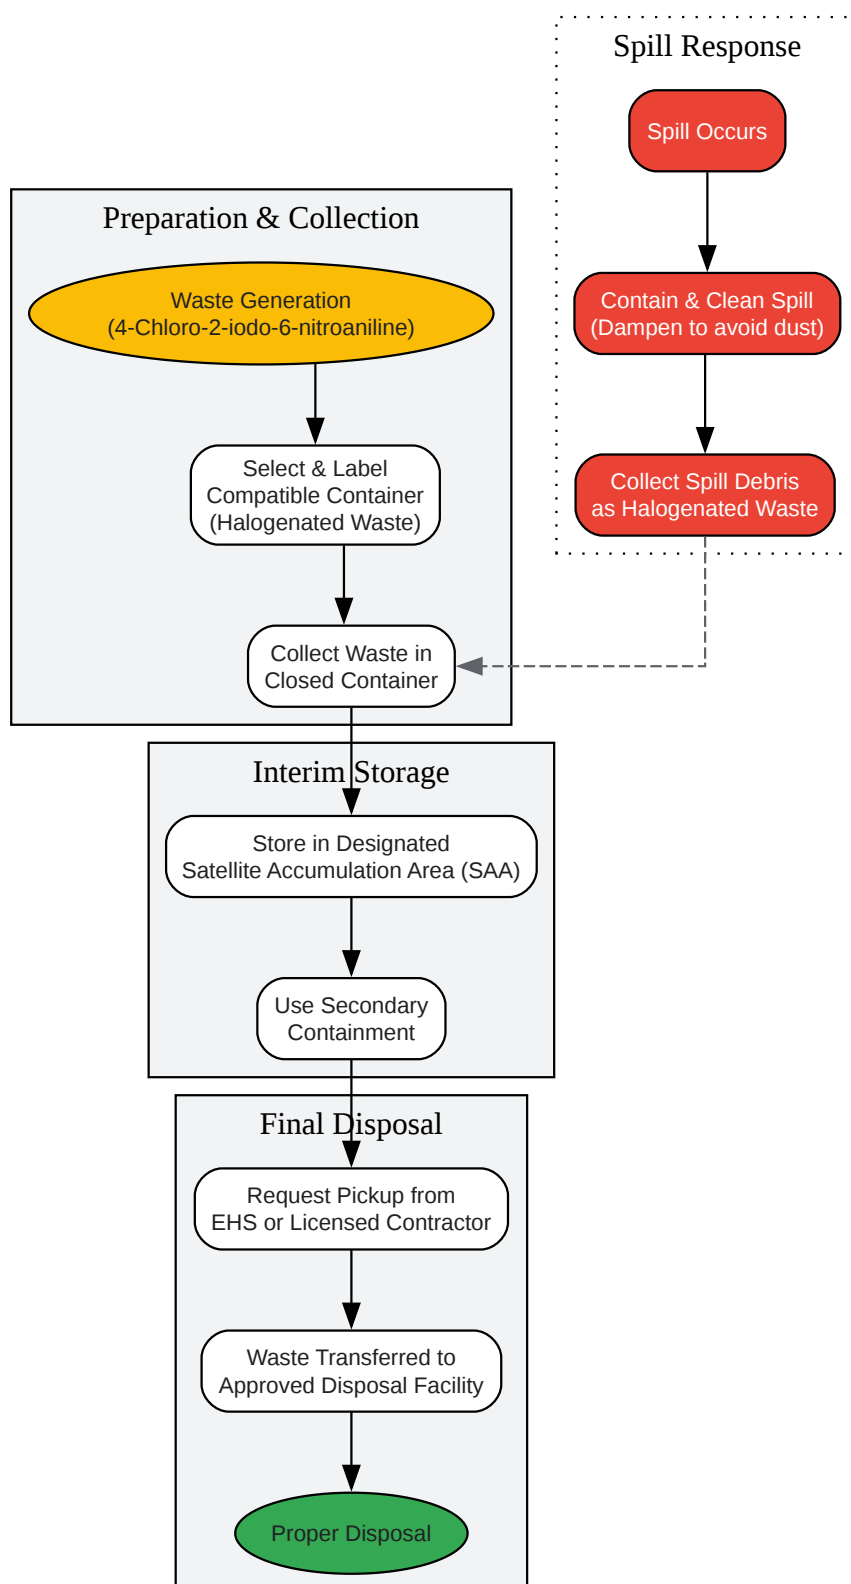 Spill Response
Spill Occurs
Contain & Clean Spill
(Dampen to avoid dust)
Collect Spill Debris
as Halogenated Waste
Preparation & Collection
Waste Generation
(4-Chloro-2-iodo-6-nitroaniline)
Select & Label
Compatible Container
(Halogenated Waste)
Collect Waste in
Closed Container
Interim Storage
Store in Designated
Satellite Accumulation Area (SAA)
Use Secondary
Containment
Final Disposal
Request Pickup from
EHS or Licensed Contractor
Waste Transferred to
Approved Disposal Facility
Proper Disposal